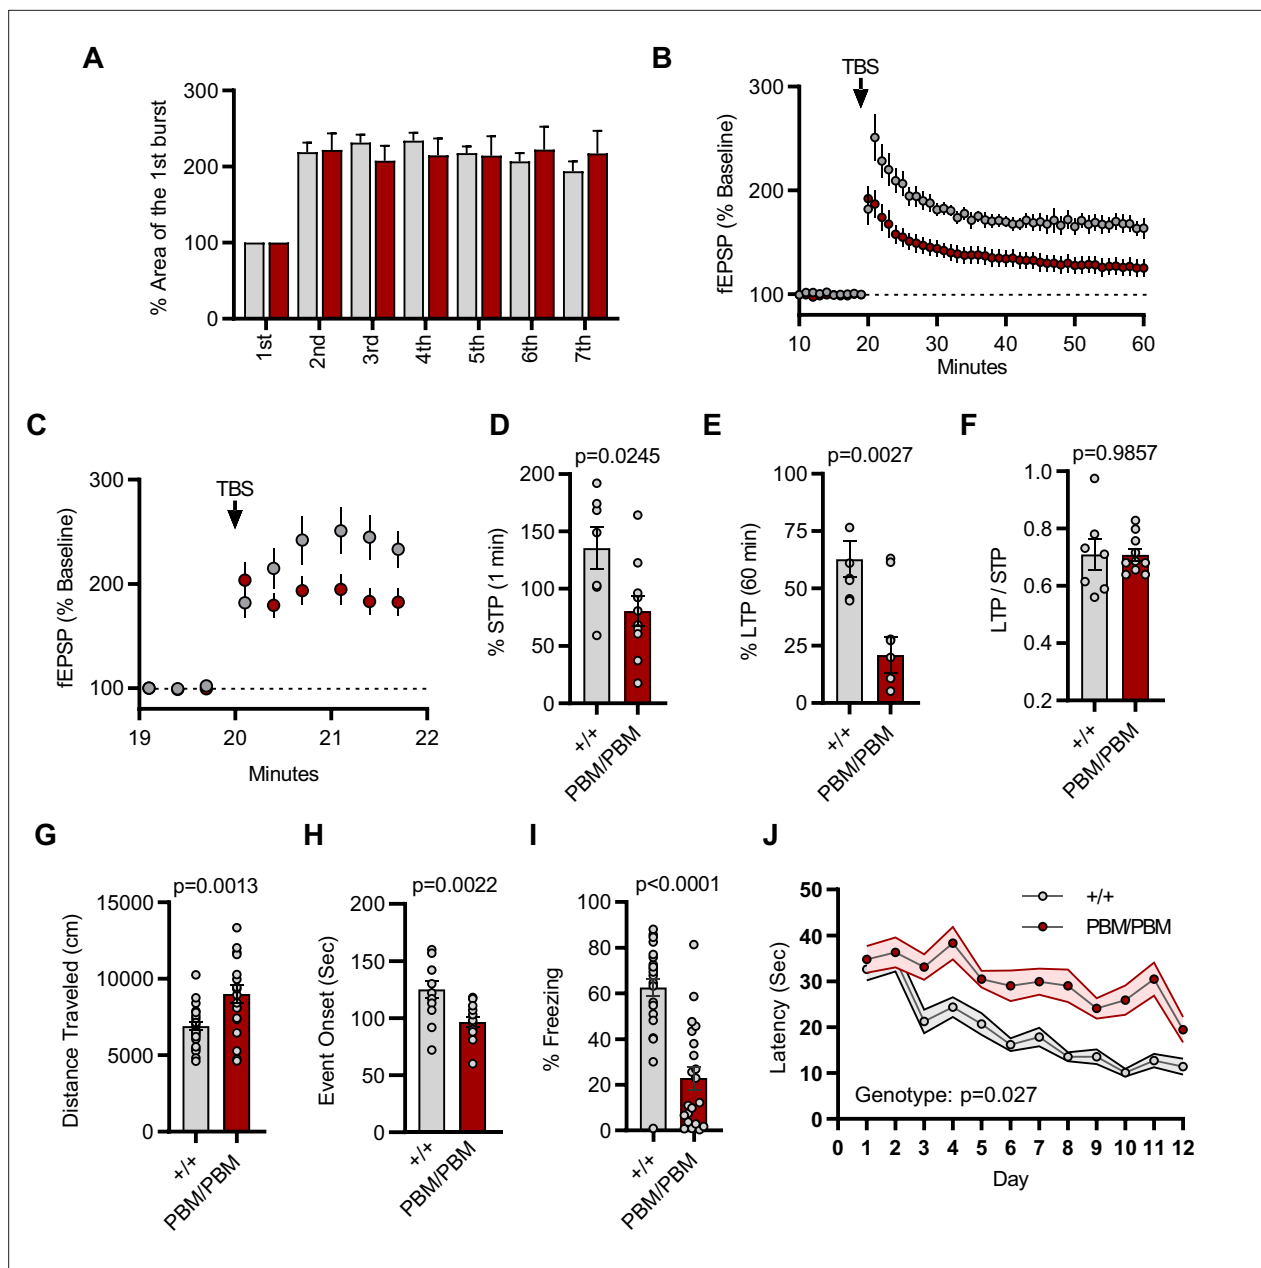 A
% Area of the 1st burst
300
200
100
0
1st
2nd
3rd
4th
5th
6th
7th
B
TBS
fEPSP (% Baseline)
300
200
100
10
20
30
40
50
60
Minutes
C
TBS
fEPSP (% Baseline)
300
200
100
19
20
21
22
Minutes
D
p=0.0245
% STP (1 min)
200
150
100
50
0
+/+
PBM/PBM
E
p=0.0027
% LTP (60 min)
100
75
50
25
0
+/+
PBM/PBM
F
p=0.9857
LTP / STP
1.0
0.8
0.6
0.4
0.2
+/+
PBM/PBM
G
p=0.0013
Distance Traveled (cm)
15000
10000
5000
0
+/+
PBM/PBM
H
p=0.0022
Event Onset (Sec)
200
150
100
50
0
+/+
PBM/PBM
I
p<0.0001
% Freezing
100
80
60
40
20
0
+/+
PBM/PBM
J
+/+
PBM/PBM
Latency (Sec)
50
40
30
20
10
0
Genotype: p=0.027
0 1 2 3 4 5 6 7 8 9 10 11 12
Day